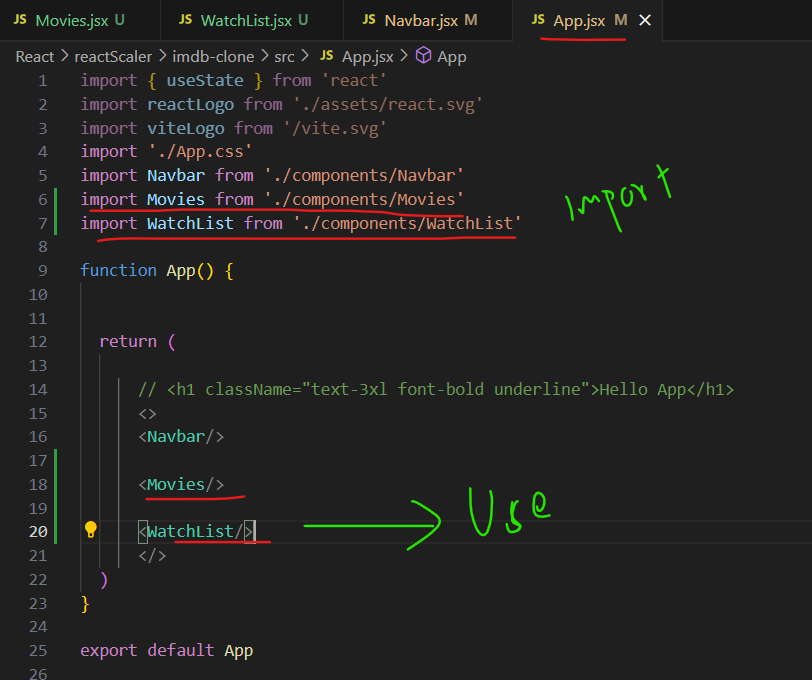 JS Movies.jsx U JS WatchList.jsx U JS Navbar.jsx M JS App.jsx M ×
React > reactScaler > imdb-clone > src > JS App.jsx > App
1 import { useState } from 'react'
2 import reactLogo from './assets/react.svg'
3 import viteLogo from '/vite.svg'
4 import './App.css'
5 import Navbar from './components/Navbar'
6 import Movies from './components/Movies'
7 import WatchList from './components/WatchList'
import
8
9 function App() {
10
11
12 return (
13
14 // <h1 className="text-3xl font-bold underline">Hello App</h1>
15 <>
16 <Navbar/>
17
18 <Movies/>
19
20 <WatchList/>
Use
21 </>
22 )
23 }
24
25 export default App
26